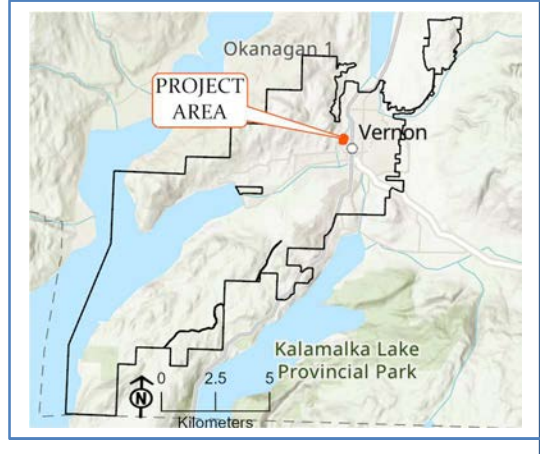 Okanagan 1
PROJECT
AREA
Vernon
Kalamalka Lake
Provincial Park
0 2.5 5
N
Kilometers